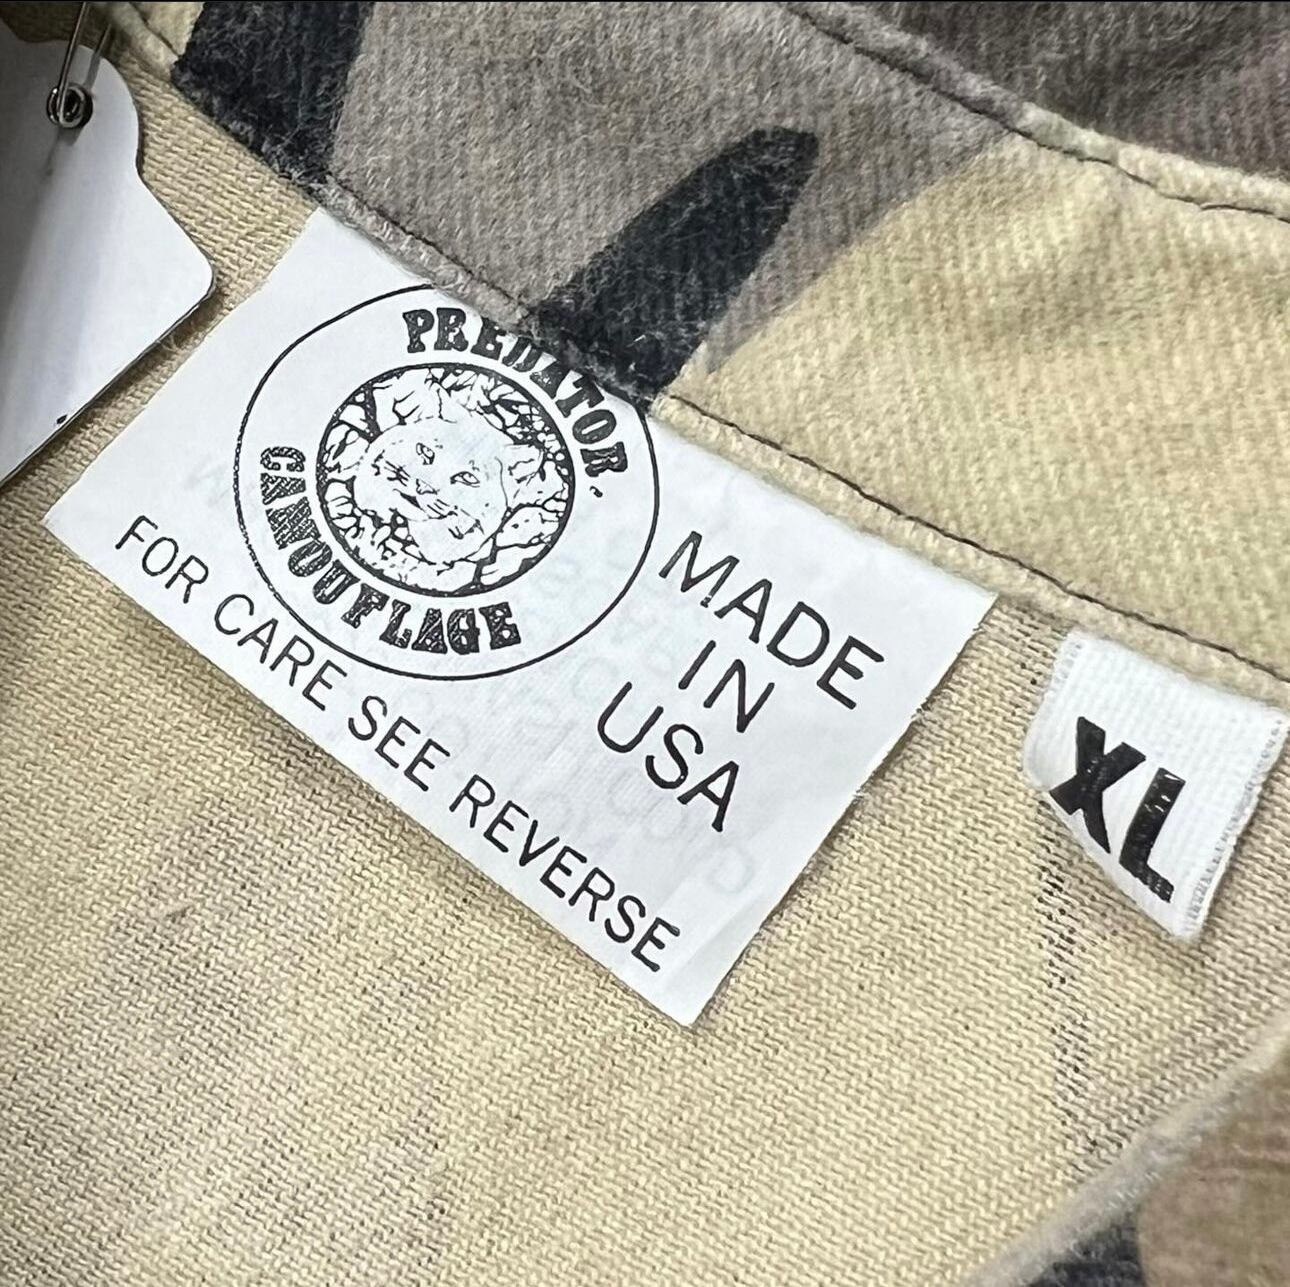 PREDATOR.
CAMOUFLAGE
MADE
IN
USA
FOR CARE SEE REVERSE
XL